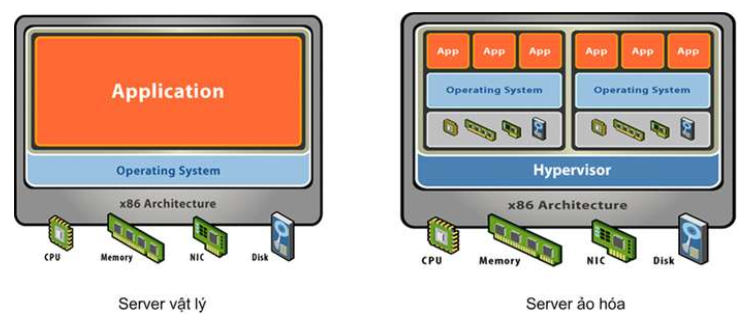 Application
Operating System
x86 Architecture
CPU Memory NIC Disk
Server vật lý
App App App App App App
Operating System Operating System
Hypervisor
x86 Architecture
CPU Memory NIC Disk
Server ảo hóa